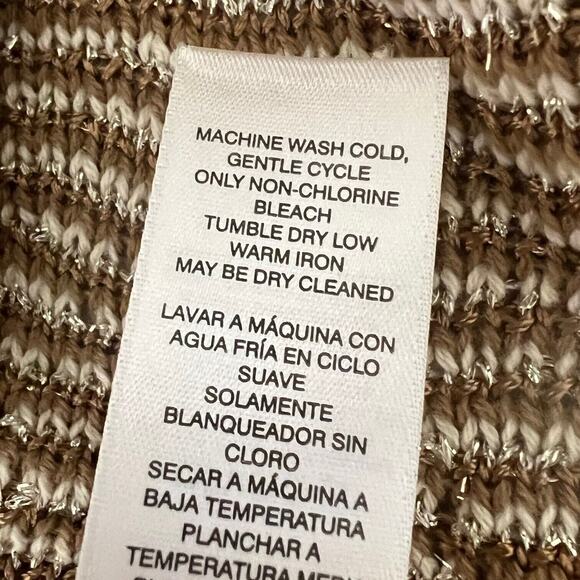 MACHINE WASH COLD,
GENTLE CYCLE
ONLY NON-CHLORINE
BLEACH
TUMBLE DRY LOW
WARM IRON
MAY BE DRY CLEANED
LAVAR A MÁQUINA CON
AGUA FRÍA EN CICLO
SUAVE
SOLAMENTE
BLANQUEADOR SIN
CLORO
SECAR A MÁQUINA A
BAJA TEMPERATURA
PLANCHAR A
TEMPERATURA